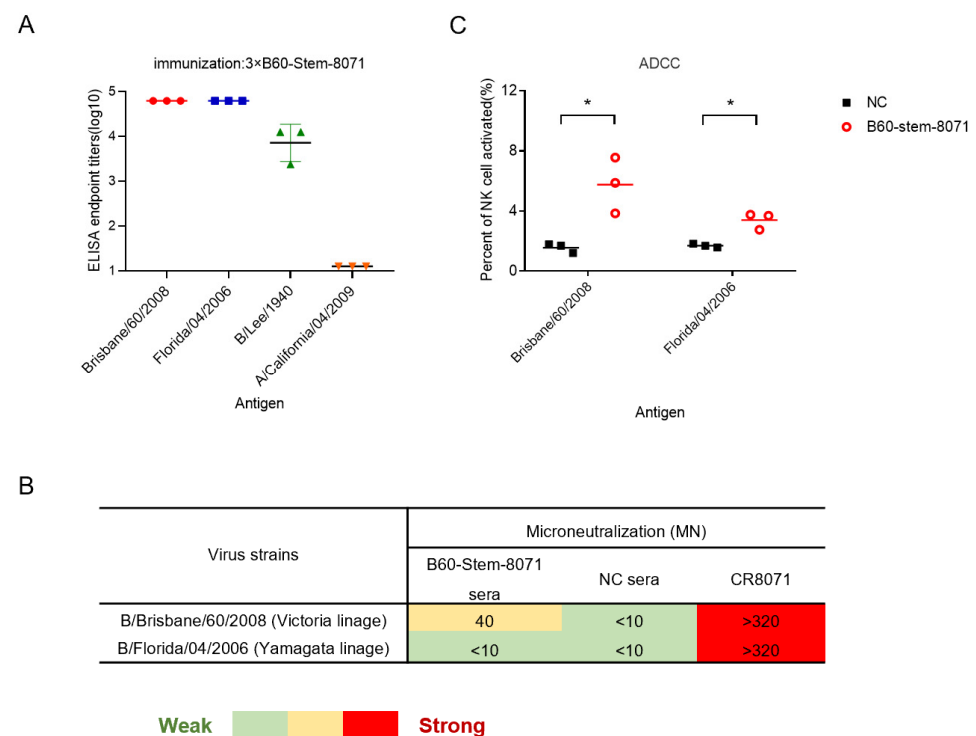 A
immunization:3×B60-Stem-8071
ELISA endpoint titers(log10)
5
4
3
2
1
Brisbane/60/2008
Florida/04/2006
B/Lee/1940
A/California/04/2009
Antigen
C
ADCC
Percent of NK cell activated(%)
12
8
4
0
*
*
NC
B60-stem-8071
Brisbane/60/2008
Florida/04/2006
Antigen
B
Virus strains
Microneutralization (MN)
B60-Stem-8071
sera
NC sera
CR8071
B/Brisbane/60/2008 (Victoria linage)
40
<10
>320
B/Florida/04/2006 (Yamagata linage)
<10
<10
>320
Weak
Strong